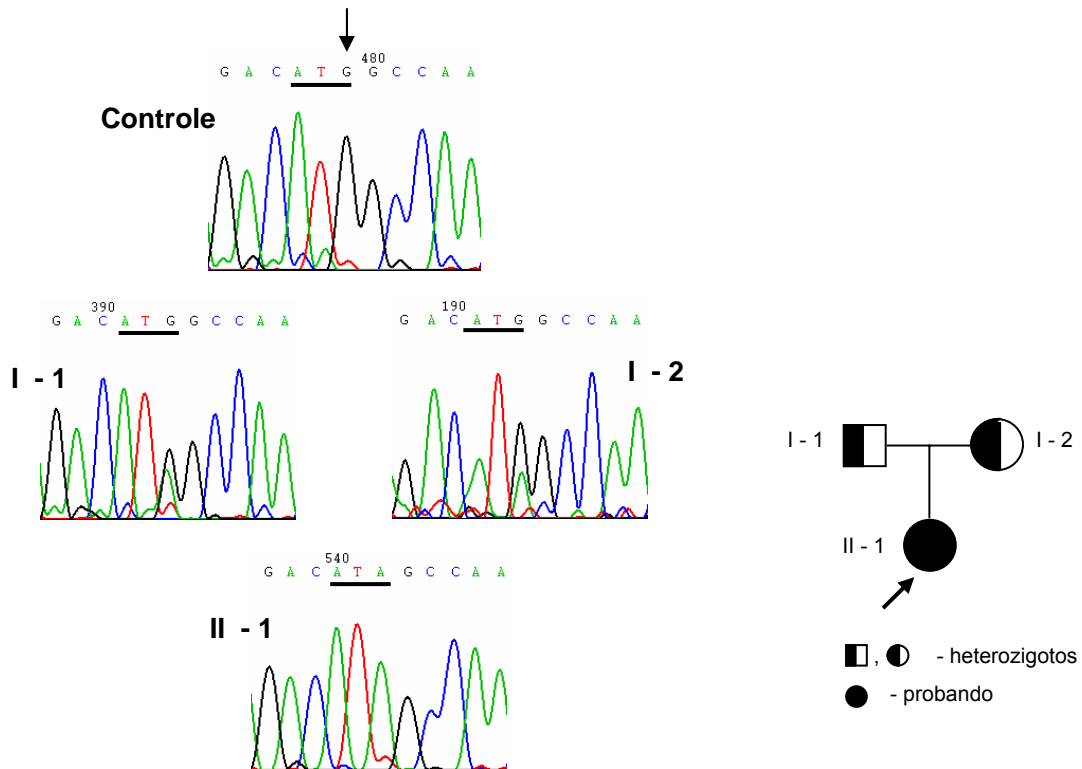 480
G A C A T G G C C A A
Controle
390
G A C A T G G C C A A
I - 1
190
G A C A T G G C C A A
I - 2
540
G A C A T A G C C A A
II - 1
I - 1
I - 2
II - 1
, - heterozigotos
- probando